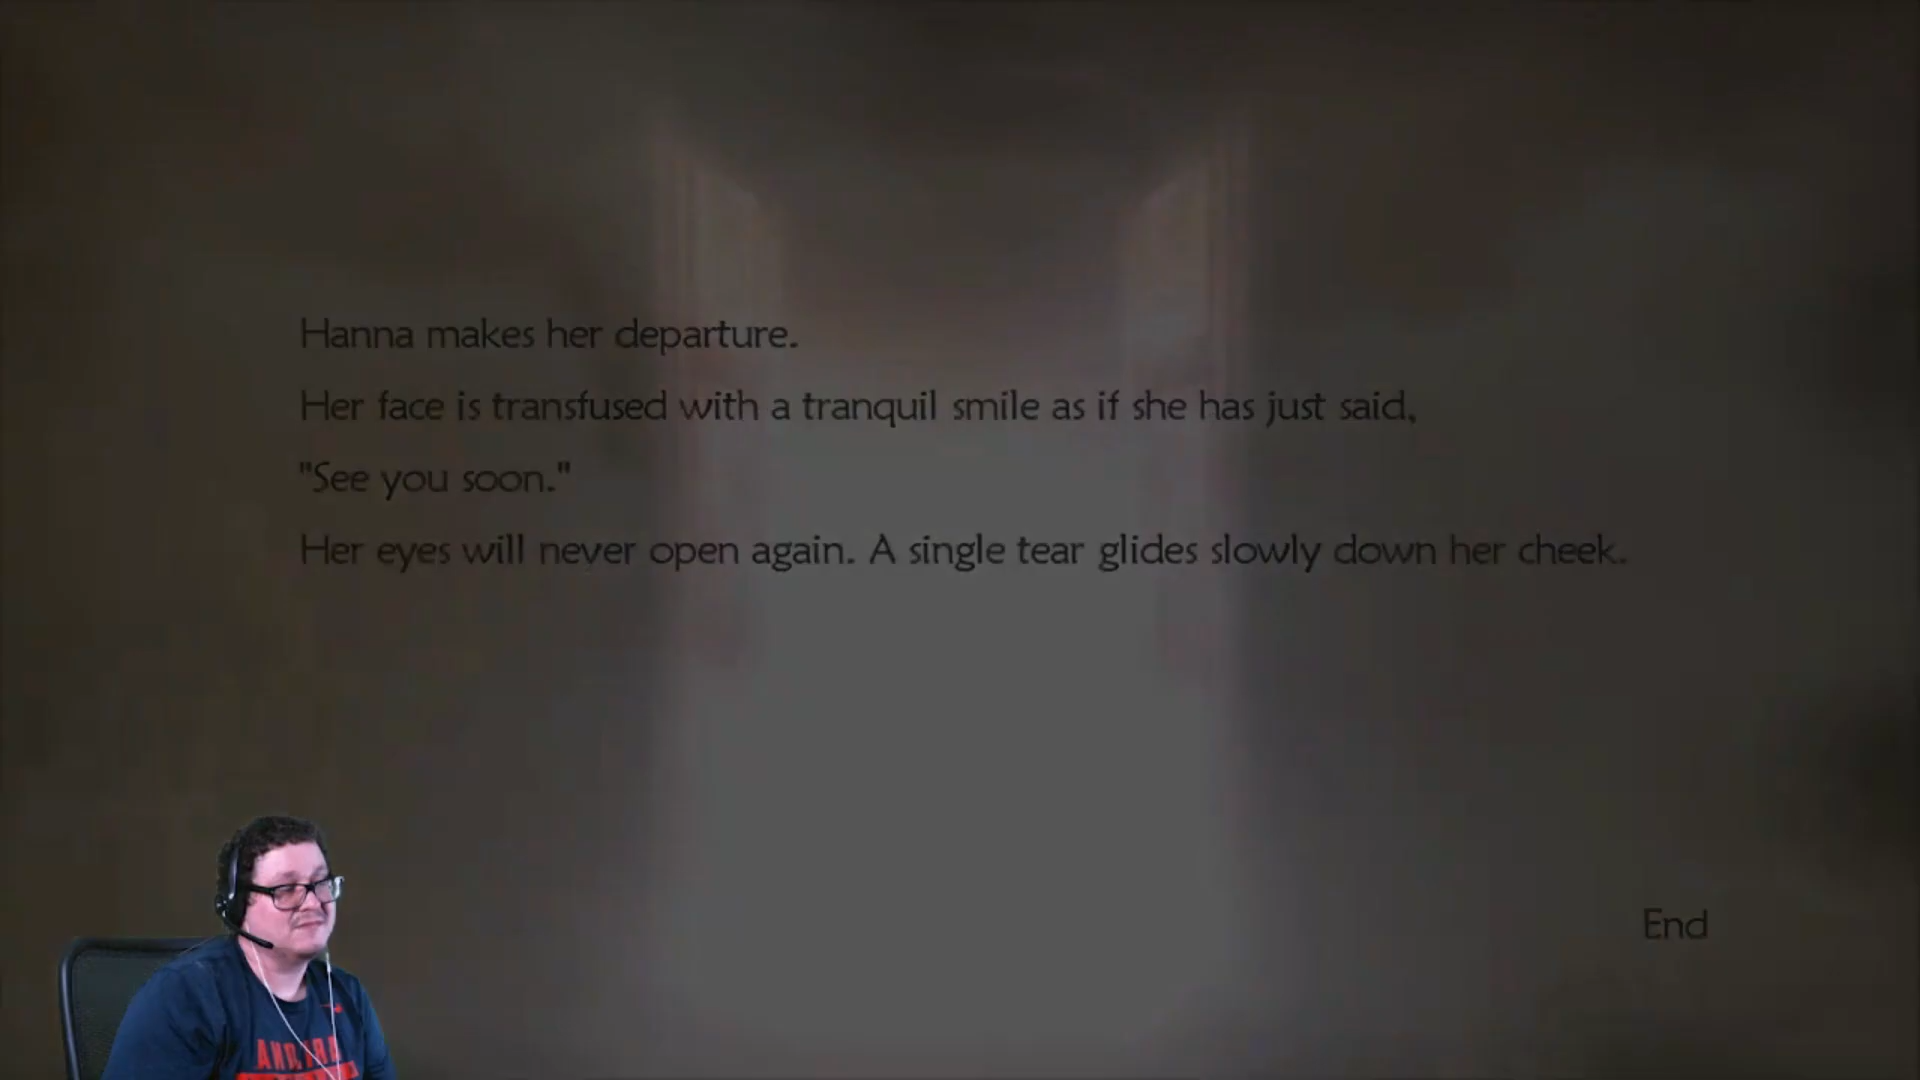 Hanna makes her departure.
Her face is transfused with a tranquil smile as if she has just said,
"See you soon."
Her eyes will never open again. A single tear glides slowly down her cheek.
End